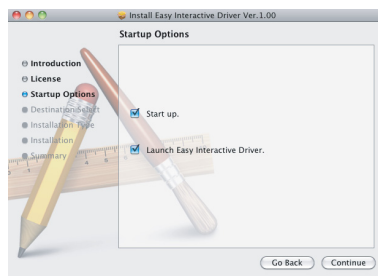 Install Easy Interactive Driver Ver.1.00
Startup Options
Introduction
License
Startup Options
Destination Select
Installation Type
Installation
Summary
Start up.
Launch Easy Interactive Driver.
Go Back
Continue